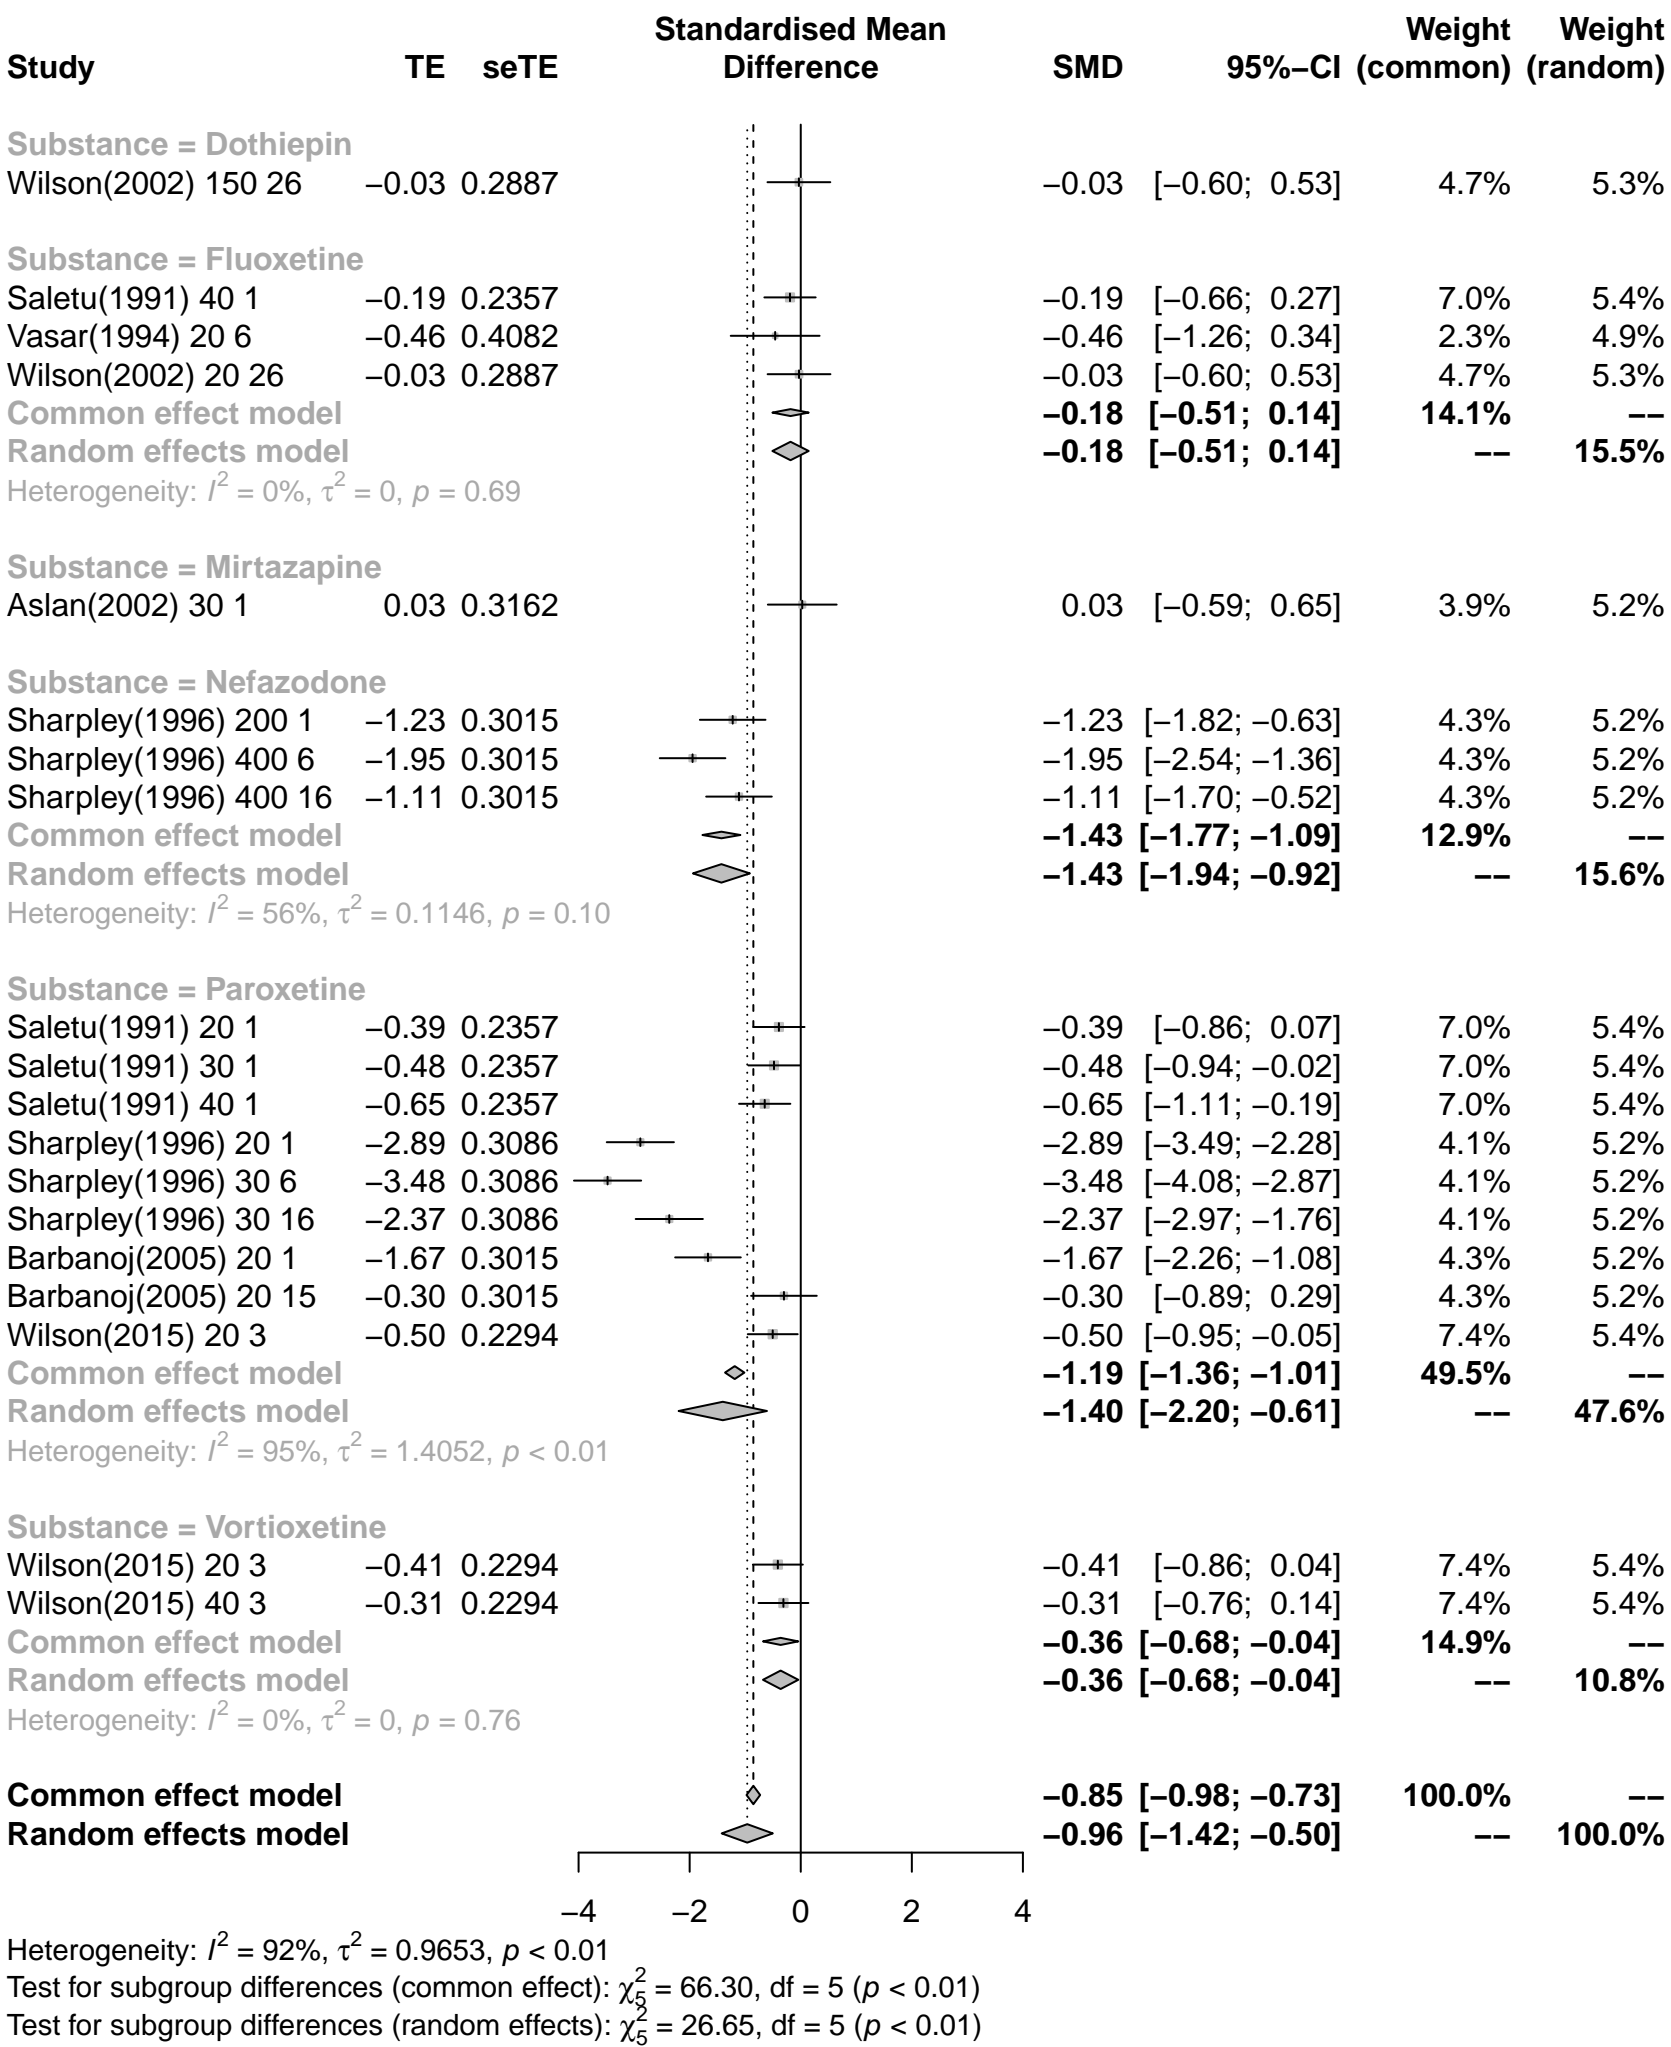 Standardised Mean Weight Weight
Study TE seTE Difference SMD 95%−CI (common) (random)
Substance = Dothiepin
Wilson(2002) 150 26 −0.03 0.2887 −0.03 [−0.60; 0.53] 4.7% 5.3%
Substance = Fluoxetine
Saletu(1991) 40 1 −0.19 0.2357 −0.19 [−0.66; 0.27] 7.0% 5.4%
Vasar(1994) 20 6 −0.46 0.4082 −0.46 [−1.26; 0.34] 2.3% 4.9%
Wilson(2002) 20 26 −0.03 0.2887 −0.03 [−0.60; 0.53] 4.7% 5.3%
Common effect model −0.18 [−0.51; 0.14] 14.1% −−
Random effects model −0.18 [−0.51; 0.14] −− 15.5%
Heterogeneity: I² = 0%, τ² = 0, p = 0.69
Substance = Mirtazapine
Aslan(2002) 30 1 0.03 0.3162 0.03 [−0.59; 0.65] 3.9% 5.2%
Substance = Nefazodone
Sharpley(1996) 200 1 −1.23 0.3015 −1.23 [−1.82; −0.63] 4.3% 5.2%
Sharpley(1996) 400 6 −1.95 0.3015 −1.95 [−2.54; −1.36] 4.3% 5.2%
Sharpley(1996) 400 16 −1.11 0.3015 −1.11 [−1.70; −0.52] 4.3% 5.2%
Common effect model −1.43 [−1.77; −1.09] 12.9% −−
Random effects model −1.43 [−1.94; −0.92] −− 15.6%
Heterogeneity: I² = 56%, τ² = 0.1146, p = 0.10
Substance = Paroxetine
Saletu(1991) 20 1 −0.39 0.2357 −0.39 [−0.86; 0.07] 7.0% 5.4%
Saletu(1991) 30 1 −0.48 0.2357 −0.48 [−0.94; −0.02] 7.0% 5.4%
Saletu(1991) 40 1 −0.65 0.2357 −0.65 [−1.11; −0.19] 7.0% 5.4%
Sharpley(1996) 20 1 −2.89 0.3086 −2.89 [−3.49; −2.28] 4.1% 5.2%
Sharpley(1996) 30 6 −3.48 0.3086 −3.48 [−4.08; −2.87] 4.1% 5.2%
Sharpley(1996) 30 16 −2.37 0.3086 −2.37 [−2.97; −1.76] 4.1% 5.2%
Barbanoj(2005) 20 1 −1.67 0.3015 −1.67 [−2.26; −1.08] 4.3% 5.2%
Barbanoj(2005) 20 15 −0.30 0.3015 −0.30 [−0.89; 0.29] 4.3% 5.2%
Wilson(2015) 20 3 −0.50 0.2294 −0.50 [−0.95; −0.05] 7.4% 5.4%
Common effect model −1.19 [−1.36; −1.01] 49.5% −−
Random effects model −1.40 [−2.20; −0.61] −− 47.6%
Heterogeneity: I² = 95%, τ² = 1.4052, p < 0.01
Substance = Vortioxetine
Wilson(2015) 20 3 −0.41 0.2294 −0.41 [−0.86; 0.04] 7.4% 5.4%
Wilson(2015) 40 3 −0.31 0.2294 −0.31 [−0.76; 0.14] 7.4% 5.4%
Common effect model −0.36 [−0.68; −0.04] 14.9% −−
Random effects model −0.36 [−0.68; −0.04] −− 10.8%
Heterogeneity: I² = 0%, τ² = 0, p = 0.76
Common effect model −0.85 [−0.98; −0.73] 100.0% −−
Random effects model −0.96 [−1.42; −0.50] −− 100.0%
−4 −2 0 2 4
Heterogeneity: I² = 92%, τ² = 0.9653, p < 0.01
Test for subgroup differences (common effect): χ²₅ = 66.30, df = 5 (p < 0.01)
Test for subgroup differences (random effects): χ²₅ = 26.65, df = 5 (p < 0.01)